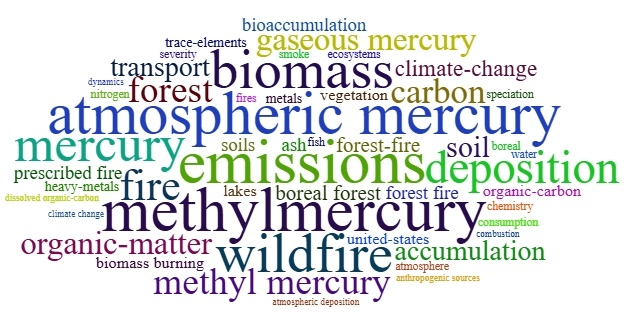 bioaccumulation
trace-elements gaseous mercury
severity smoke ecosystems
transport biomass climate-change
dynamics
nitrogen forest fires metals vegetation carbon speciation
atmospheric mercury
mercury soils ash fish forest-fire soil boreal
water
prescribed fire emissions deposition
heavy-metals fire lakes boreal forest forest fire organic-carbon
dissolved organic-carbon
climate change methylmercury chemistry
consumption
combustion
organic-matter wildfire united-states accumulation
biomass burning atmosphere
methyl mercury anthropogenic sources
atmospheric deposition